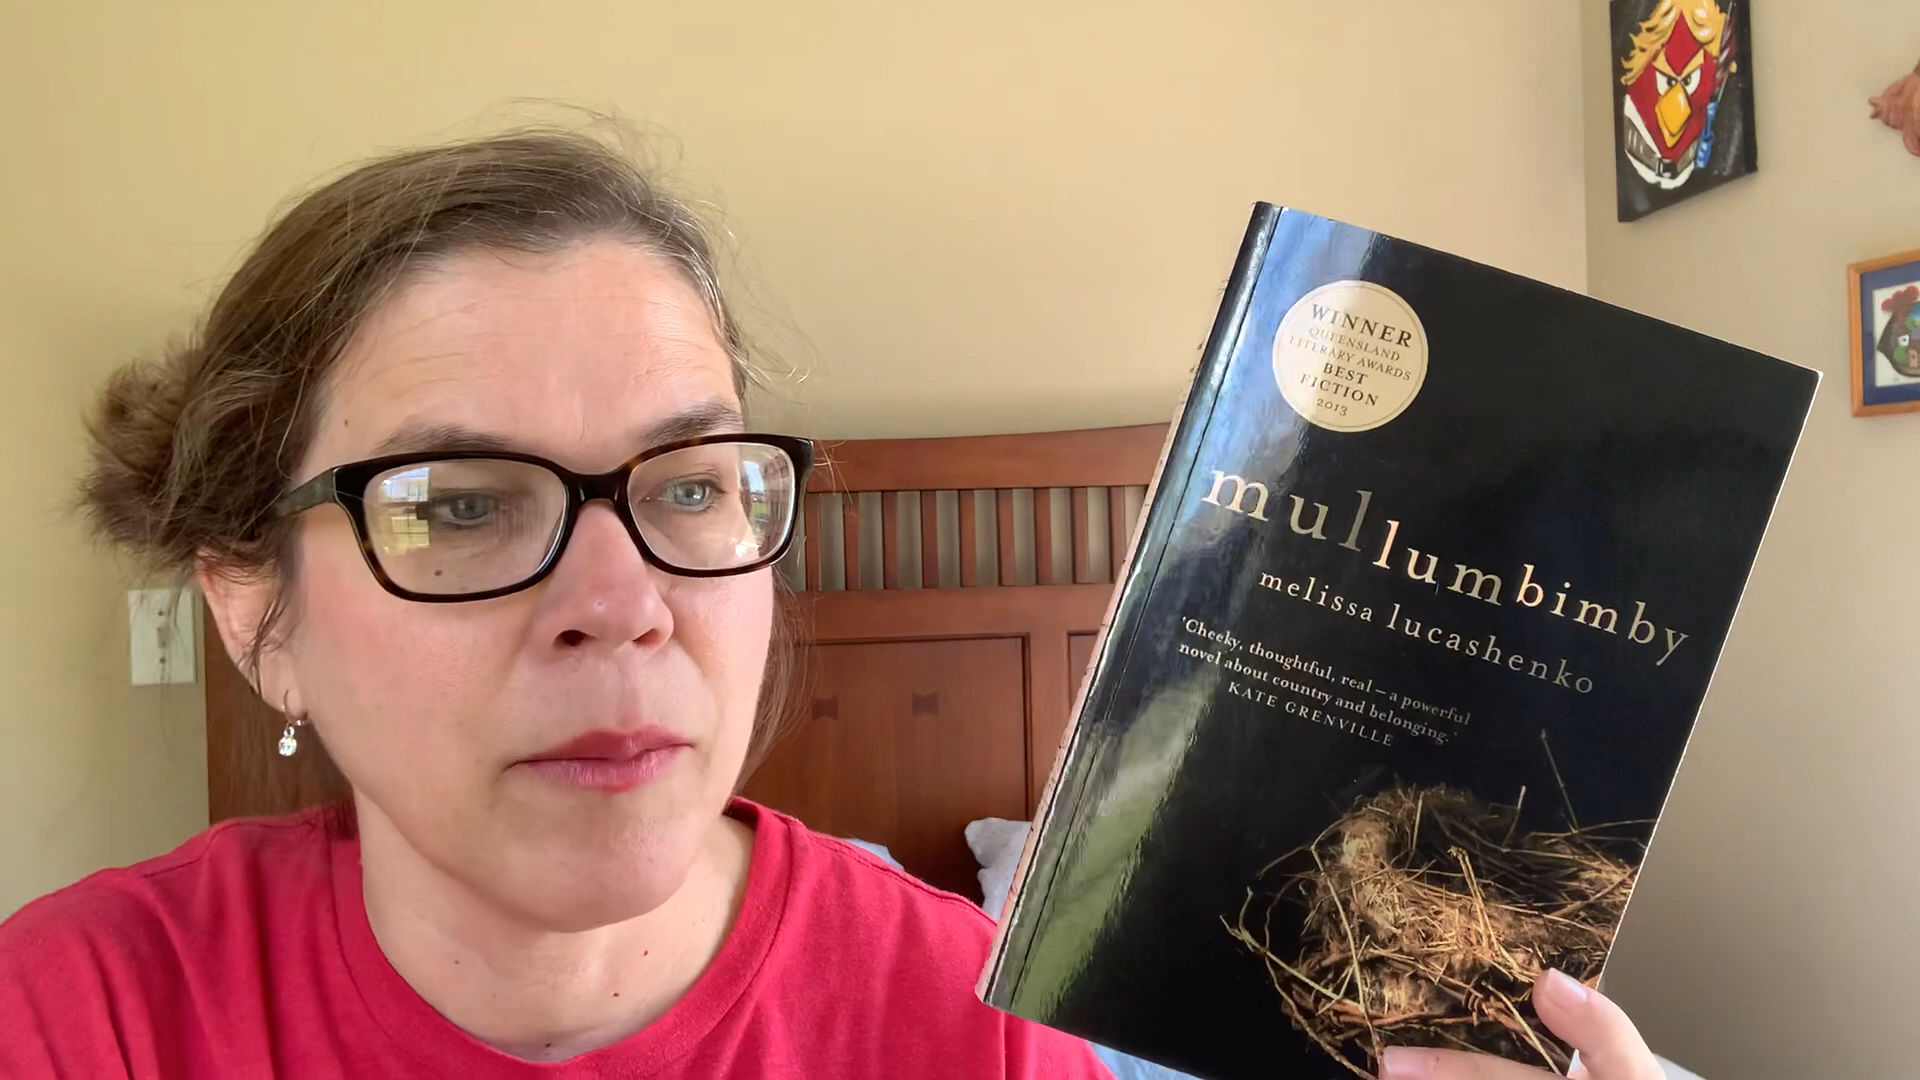 WINNER
QUEENSLAND
LITERARY AWARDS
BEST
FICTION
2013
mullumbimby
melissa lucashenko
'Cheeky, thoughtful, real – a powerful
novel about country and belonging.'
KATE GRENVILLE